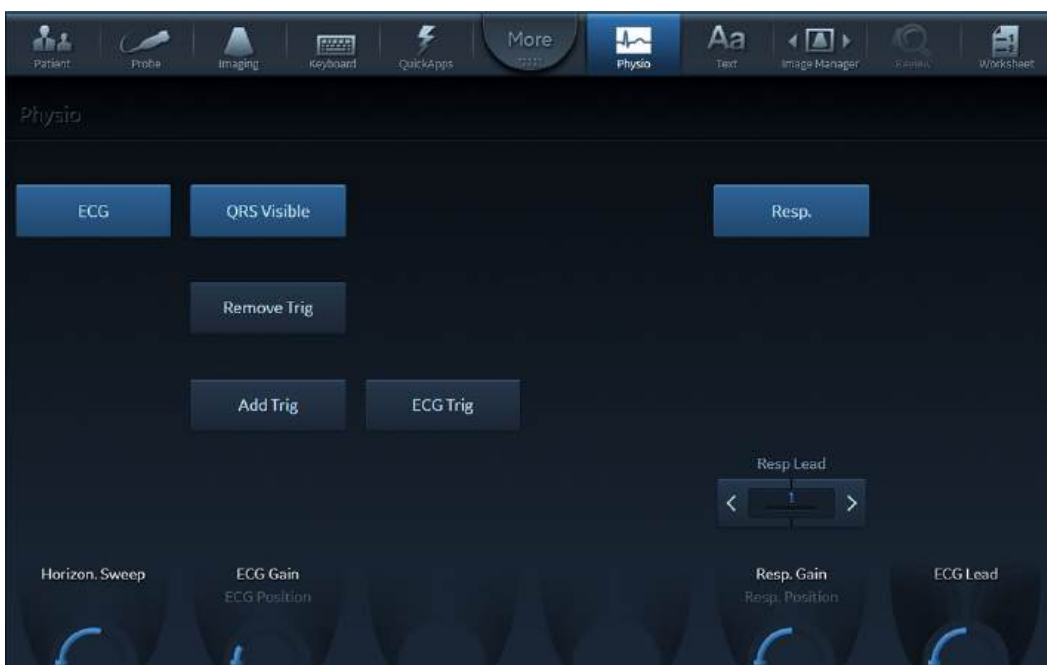 Patient
Probe
Imaging
Keyboard
QuickApps
More
Physio
Aa
Text
Image Manager
Review
Worksheet
Physio
ECG
QRS Visible
Resp.
Remove Trig
Add Trig
ECG Trig
Resp Lead
< 1 >
Horizon. Sweep
ECG Gain
ECG Position
Resp. Gain
Resp. Position
ECG Lead